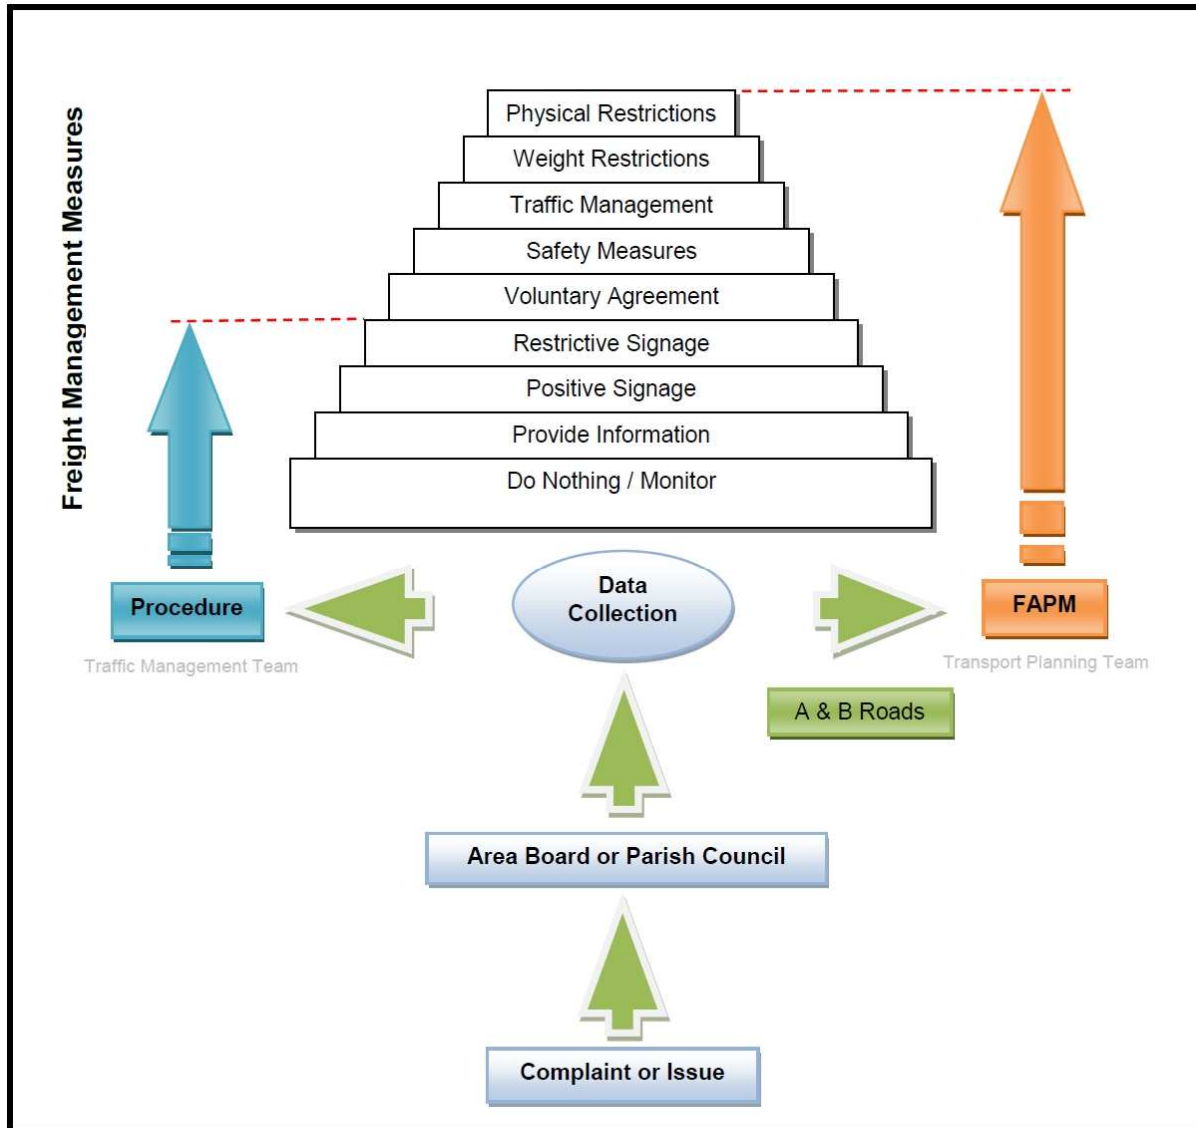 Freight Management Measures
Physical Restrictions
Weight Restrictions
Traffic Management
Safety Measures
Voluntary Agreement
Restrictive Signage
Positive Signage
Provide Information
Do Nothing / Monitor
Procedure
Traffic Management Team
Data
Collection
FAPM
Transport Planning Team
A & B Roads
Area Board or Parish Council
Complaint or Issue